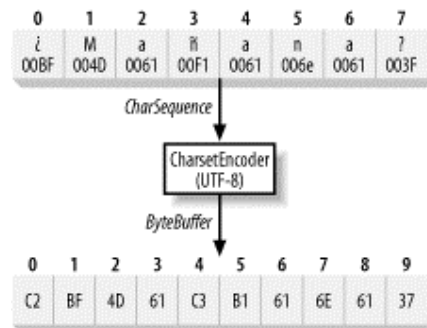 0 1 2 3 4 5 6 7
¿ M a ñ a n a ?
00BF 004D 0061 00F1 0061 006e 0061 003F
CharSequence
CharsetEncoder
(UTF-8)
ByteBuffer
0 1 2 3 4 5 6 7 8 9
C2 BF 4D 61 C3 B1 61 6E 61 37